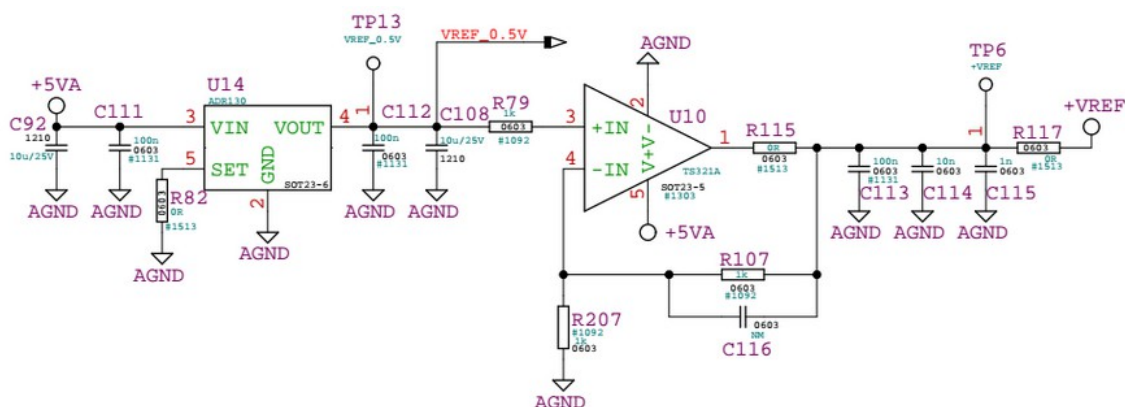 TP13
VREF_0.5V
VREF_0.5V
AGND
TP6
+VREF
+5VA
U14
ADR130
C111
C112
C108
R79
1k
0603
#1092
U10
R115
0R
0603
#1513
R117
0603
0R
#1513
+VREF
C92
1210
10u/25V
100n
0603
#1131
3
VIN
VOUT
4
1
5
SET
GND
2
SOT23-6
100n
0603
#1131
10u/25V
1210
3
+IN
4
-IN
2
V+V-
5
1
TS321A
SOT23-5
#1303
1
100n
0603
#1131
C113
10n
0603
C114
1n
0603
C115
R82
0603
0R
#1513
AGND
AGND
AGND
AGND
AGND
AGND
AGND
AGND
AGND
+5VA
R107
1k
0603
#1092
0603
NM
C116
R207
#1092
1k
0603
AGND